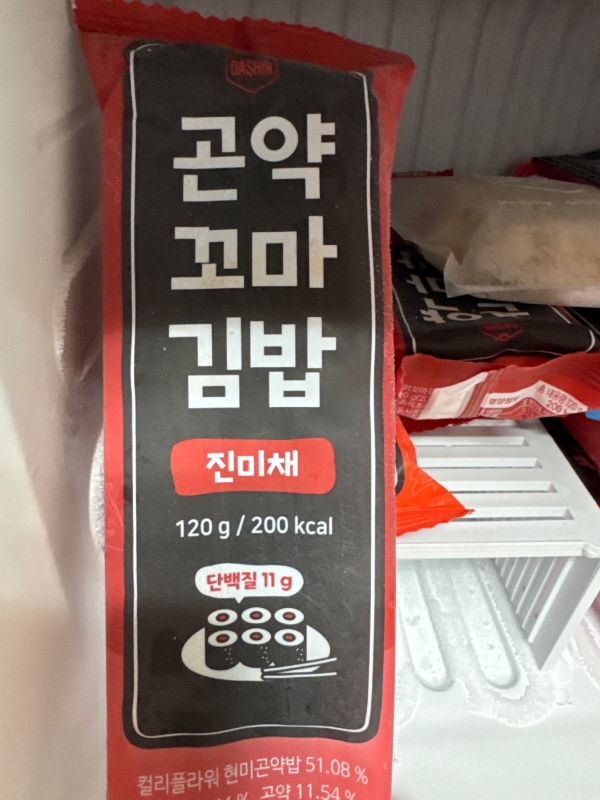 DASHIN
곤약
꼬마
김밥
진미채
120 g / 200 kcal
단백질 11 g
컬리플라워 현미곤약밥 51.08 %
곤약 11.54 %